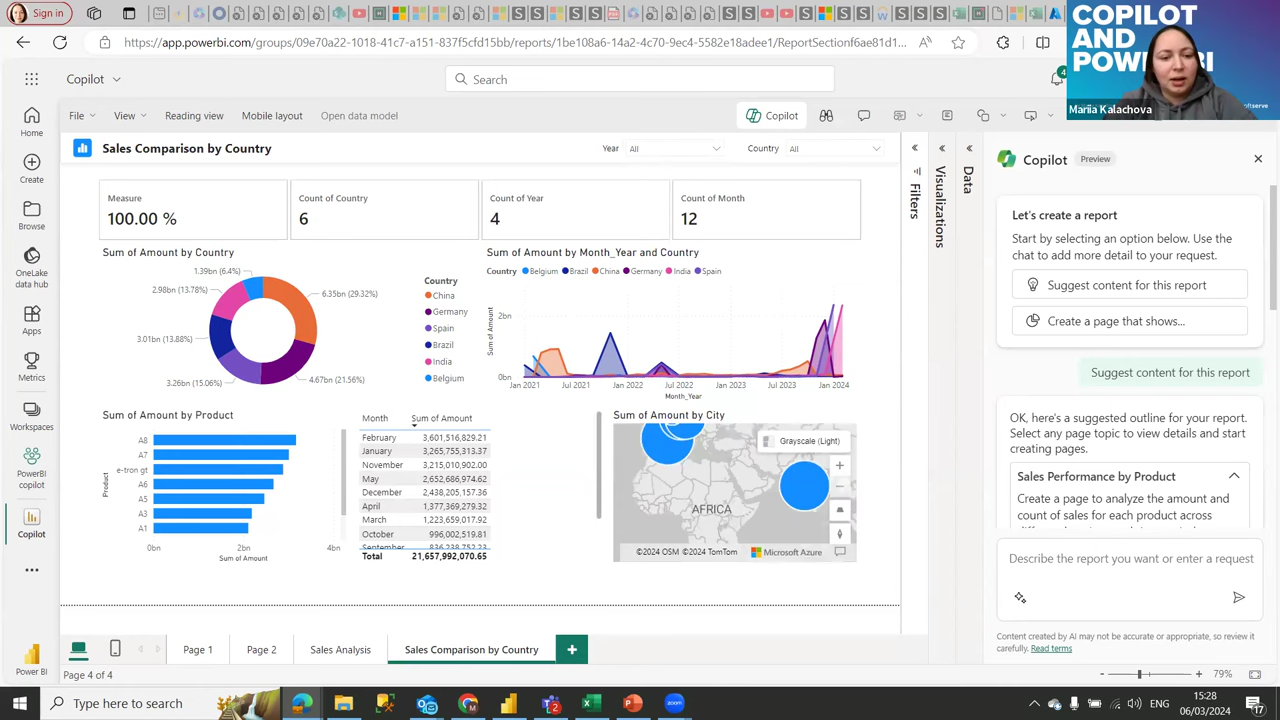 Sign in
https://app.powerbi.com/groups/09e70a22-1019-41c7-a151-837f5cfd15bb/reports/1be108a6-14a2-4c70-9ec4-5582e18adee1/ReportSectionf6ae81d1...
COPILOT
AND
POWERBI
Mariia Kalachova
softserve
Copilot
Search
4
File
View
Reading view
Mobile layout
Open data model
Copilot
Home
Create
Browse
OneLake
data hub
Apps
Metrics
Workspaces
PowerBI
copilot
Copilot
Power BI
Sales Comparison by Country
Year
All
Country
All
Measure
100.00 %
Count of Country
6
Count of Year
4
Count of Month
12
Sum of Amount by Country
1.39bn (6.4%)
2.98bn (13.78%)
6.35bn (29.32%)
3.01bn (13.88%)
3.26bn (15.06%)
4.67bn (21.56%)
Country
China
Germany
Spain
Brazil
India
Belgium
Sum of Amount by Month_Year and Country
Country Belgium Brazil China Germany India Spain
Sum of Amount
2bn
0bn
Jan 2021 Jul 2021 Jan 2022 Jul 2022 Jan 2023 Jul 2023 Jan 2024
Month_Year
Sum of Amount by Product
Product
A8
A7
e-tron gt
A6
A5
A3
A1
0bn 2bn 4bn
Sum of Amount
Month Sum of Amount
February 3,601,516,829.21
January 3,265,755,313.37
November 3,215,010,902.00
May 2,652,686,974.62
December 2,438,205,157.36
April 1,377,369,279.32
March 1,223,659,017.92
October 996,002,519.81
September 836,238,752.23
Total 21,657,992,070.65
Sum of Amount by City
Grayscale (Light)
AFRICA
©2024 OSM ©2024 TomTom
Microsoft Azure
Filters
Visualizations
Data
Copilot
Preview
Let's create a report
Start by selecting an option below. Use the
chat to add more detail to your request.
Suggest content for this report
Create a page that shows...
Suggest content for this report
OK, here's a suggested outline for your report.
Select any page topic to view details and start
creating pages.
Sales Performance by Product
Create a page to analyze the amount and
count of sales for each product across
Describe the report you want or enter a request
Content created by AI may not be accurate or appropriate, so review it
carefully. Read terms
Page 1
Page 2
Sales Analysis
Sales Comparison by Country
Page 4 of 4
79%
Type here to search
ENG
15:28
06/03/2024
17